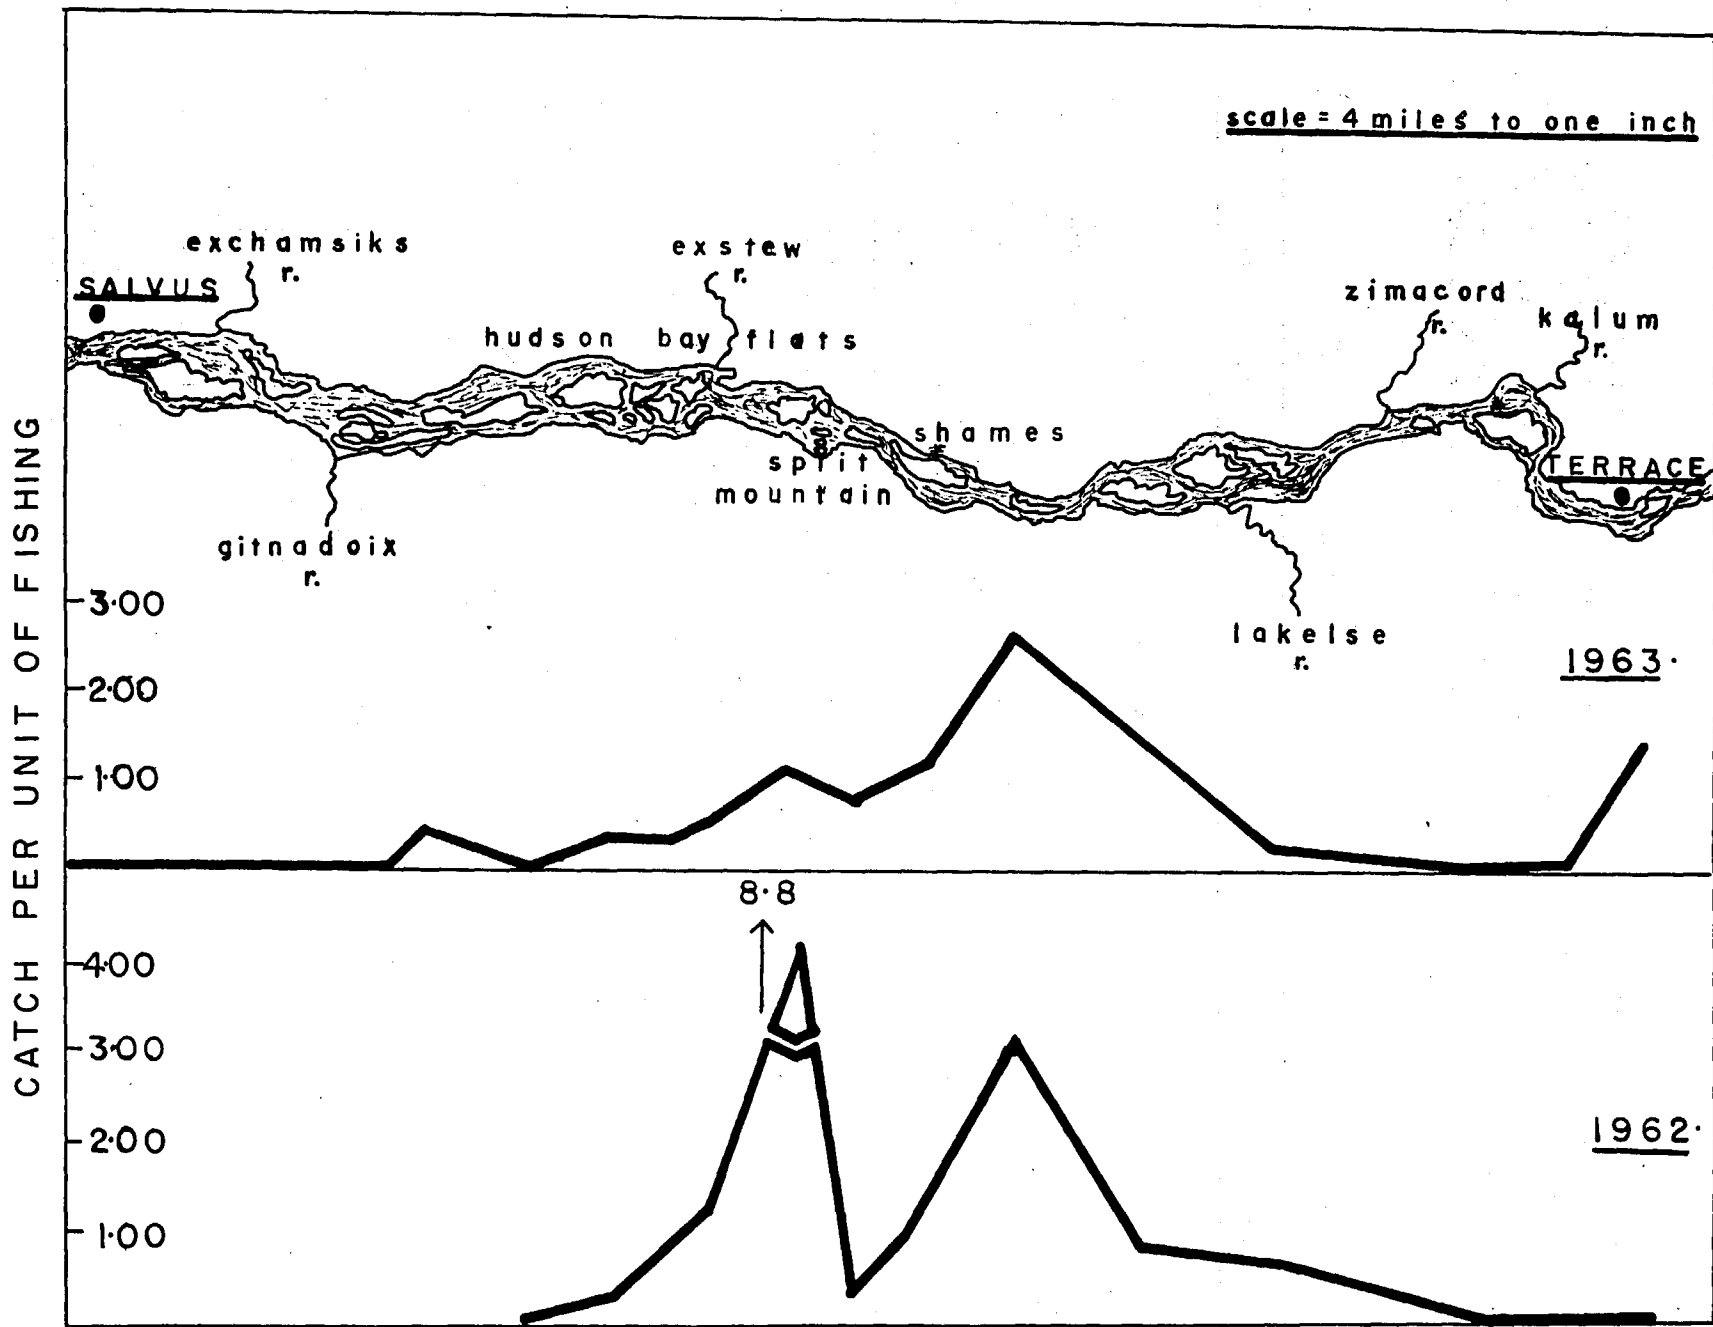 scale = 4 miles to one inch
exchamsiks
r.
SALVUS
exstew
r.
hudson bay flats
zimacord
r.
kalum
r.
shames
split
mountain
TERRACE
gitnadoix
r.
lakelse
r.
CATCH PER UNIT OF FISHING
3·00
2·00
1·00
1963·
8·8
4·00
3·00
2·00
1·00
1962·